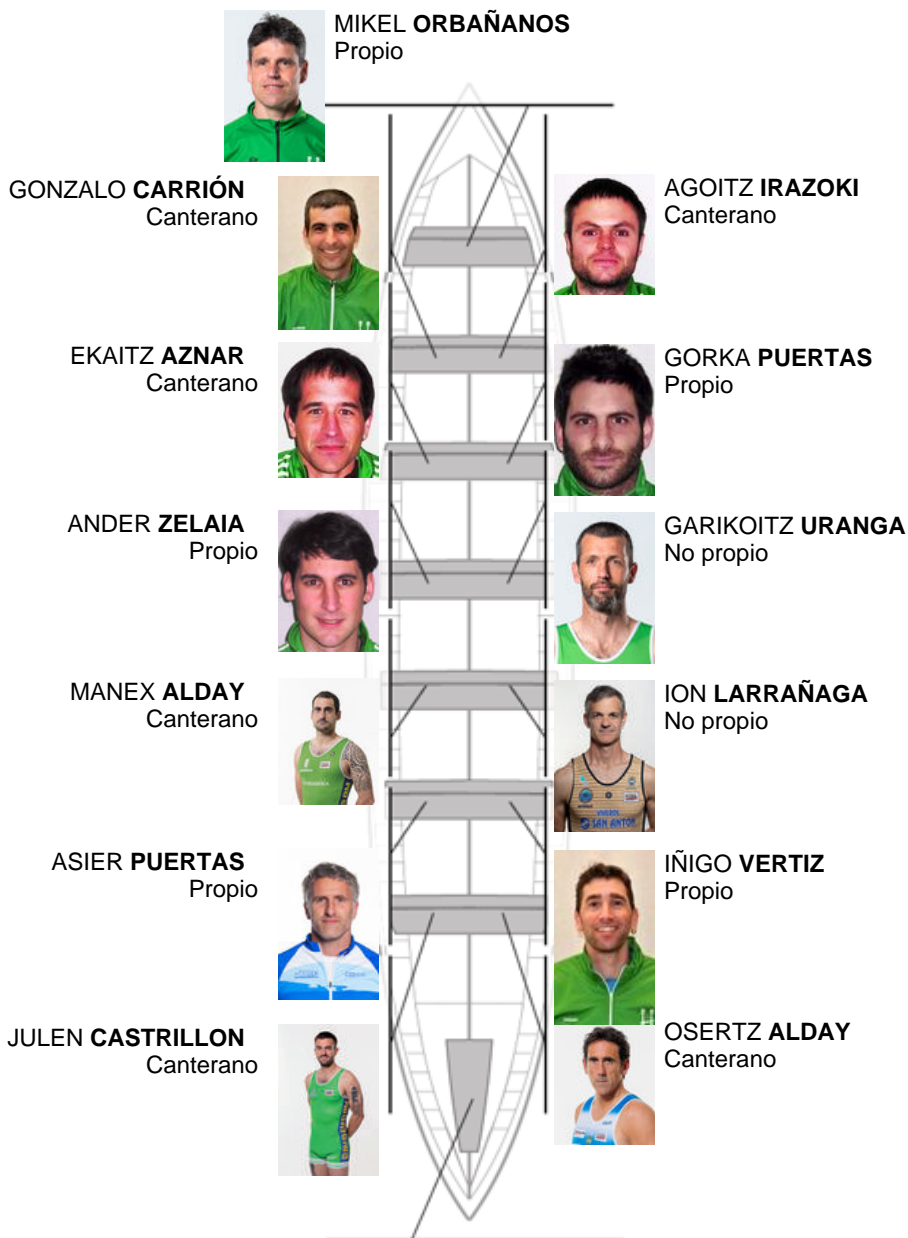 MIKEL ORBAÑANOS
Propio
GONZALO CARRIÓN
Canterano
AGOITZ IRAZOKI
Canterano
EKAITZ AZNAR
Canterano
GORKA PUERTAS
Propio
ANDER ZELAIA
Propio
GARIKOITZ URANGA
No propio
MANEX ALDAY
Canterano
ION LARRAÑAGA
No propio
SAN ANTON
ASIER PUERTAS
Propio
IÑIGO VERTIZ
Propio
JULEN CASTRILLON
Canterano
OSERTZ ALDAY
Canterano